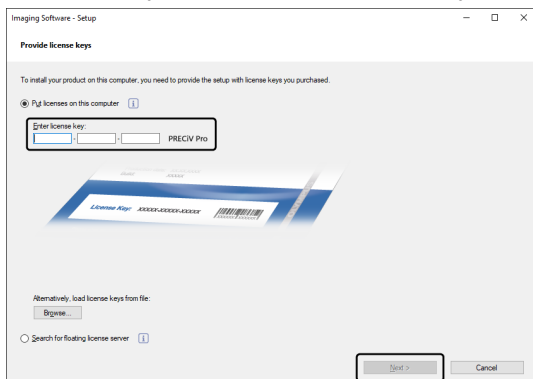 Imaging Software - Setup
Provide license keys
To install your product on this computer, you need to provide the setup with license keys you purchased.
Put licenses on this computer
Enter license key:
- - PRECiV Pro
License Key: XXXXX-XXXXX-XXXXX
Alternatively, load license keys from file:
Browse...
Search for floating license server
Next > Cancel